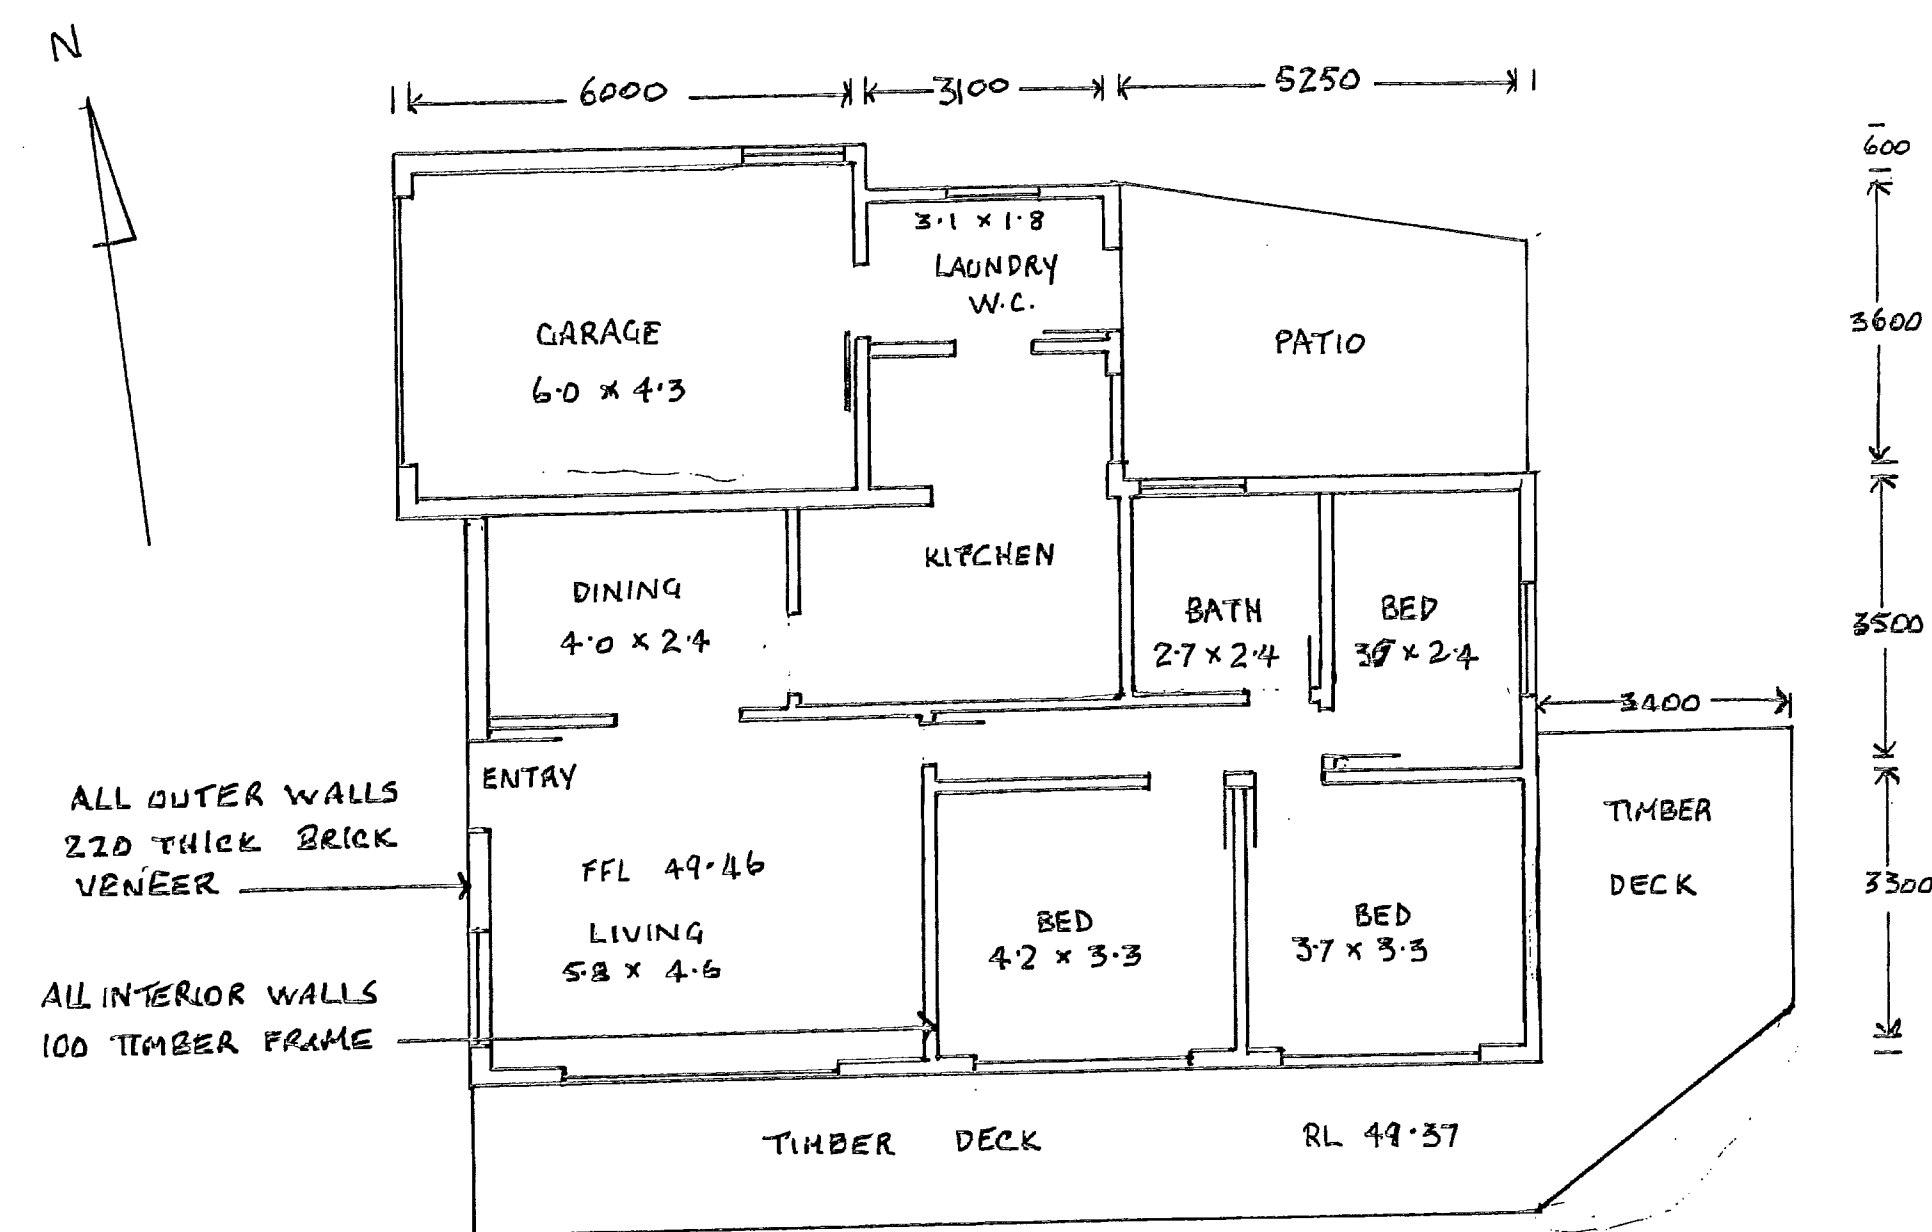 N
6000
3100
5250
600
3.1 x 1.8
LAUNDRY
W.C.
GARAGE
6.0 x 4.3
PATIO
3600
KITCHEN
DINING
4.0 x 2.4
BATH
2.7 x 2.4
BED
x 2.4
3500
3400
ENTRY
ALL OUTER WALLS
220 THICK BRICK
VENEER
TIMBER
DECK
3300
FFL 49.46
LIVING
5.8 x 4.6
BED
4.2 x 3.3
BED
3.7 x 3.3
ALL INTERIOR WALLS
100 TIMBER FRAME
TIMBER DECK
RL 49.37